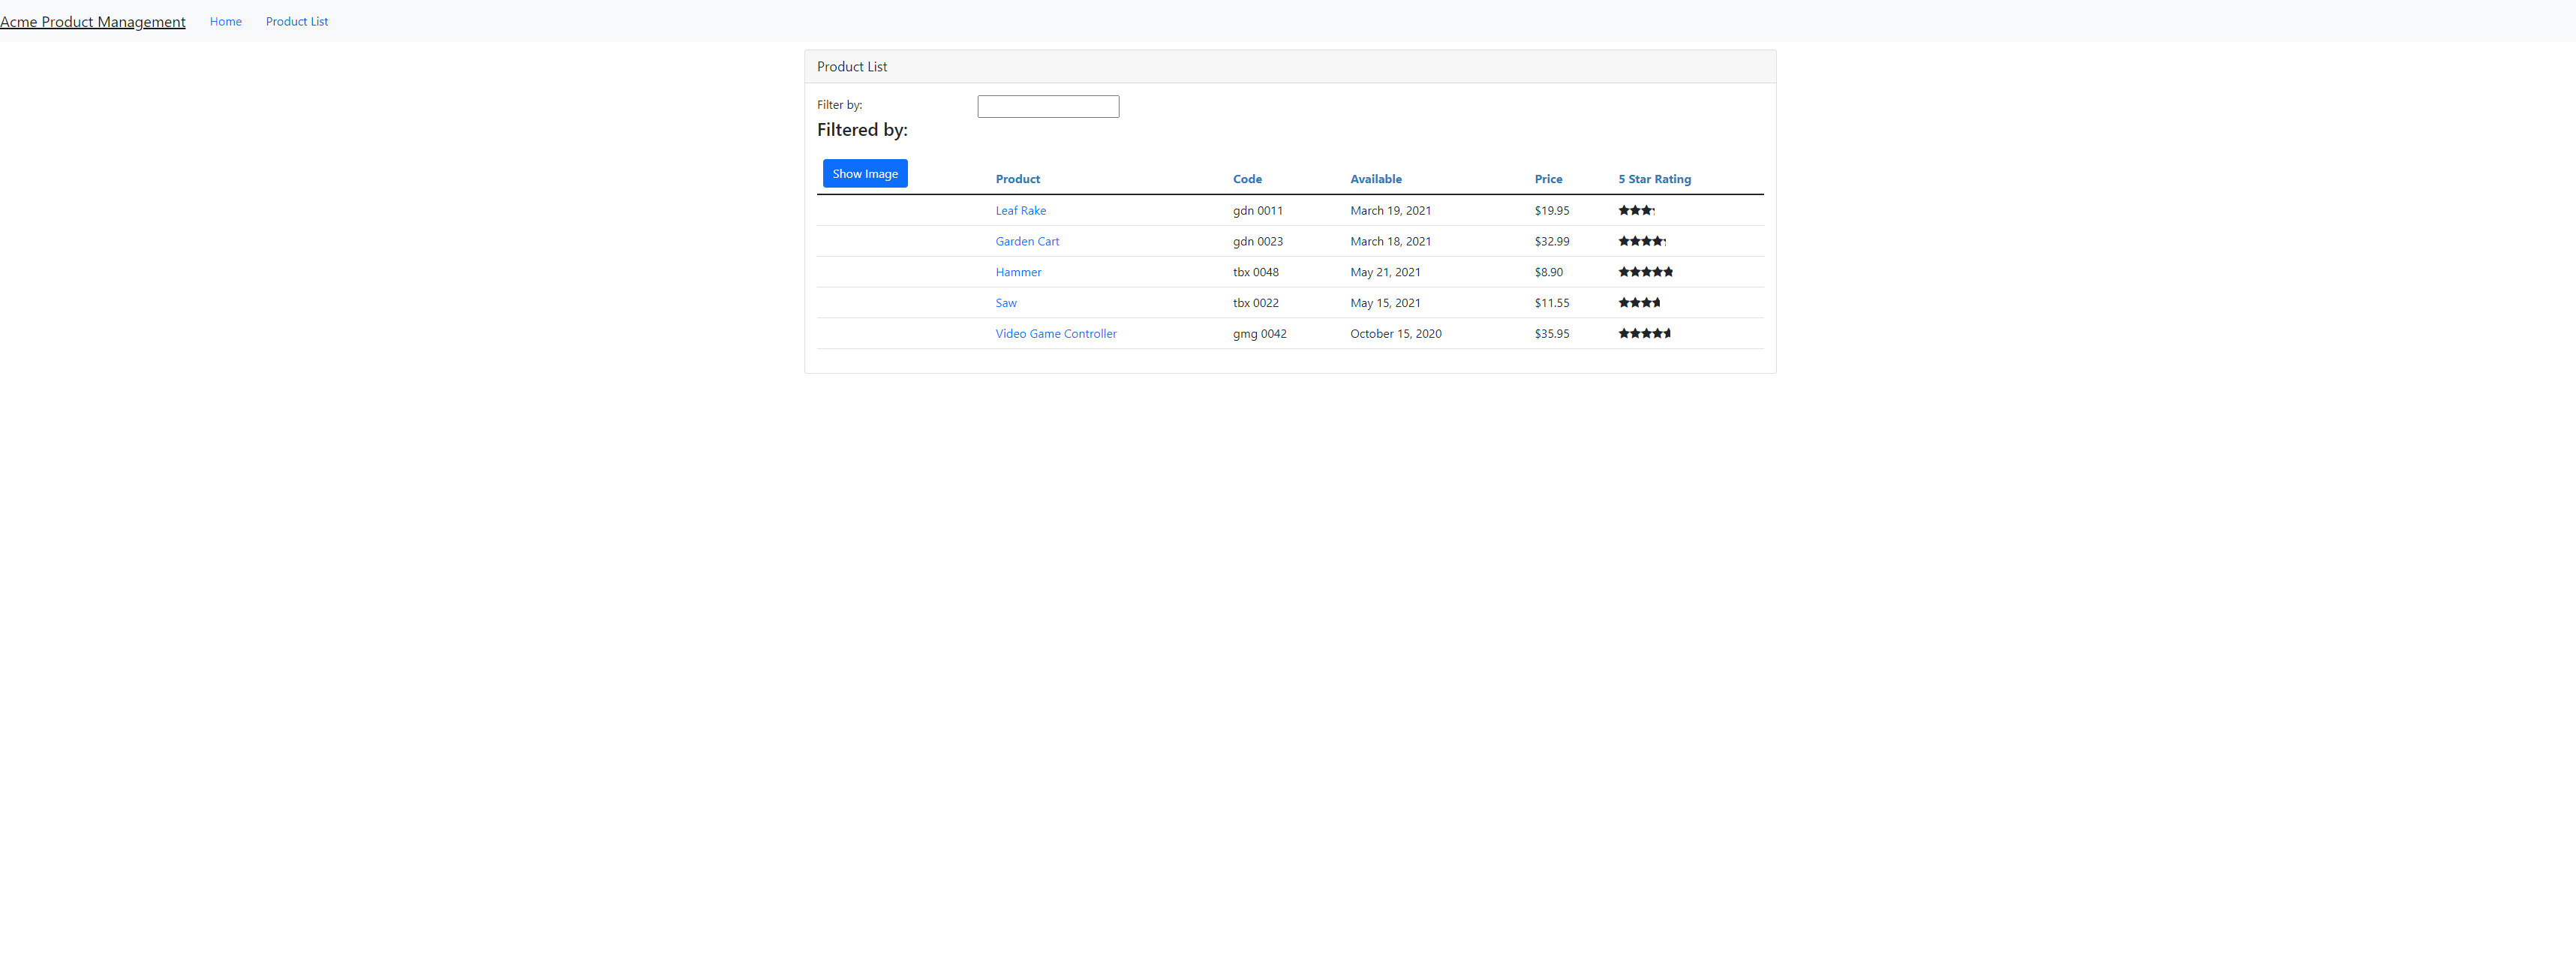 Acme Product Management Home Product List
Product List
Filter by:
Filtered by:
Show Image Product Code Available Price 5 Star Rating
Leaf Rake gdn 0011 March 19, 2021 $19.95
Garden Cart gdn 0023 March 18, 2021 $32.99
Hammer tbx 0048 May 21, 2021 $8.90
Saw tbx 0022 May 15, 2021 $11.55
Video Game Controller gmg 0042 October 15, 2020 $35.95